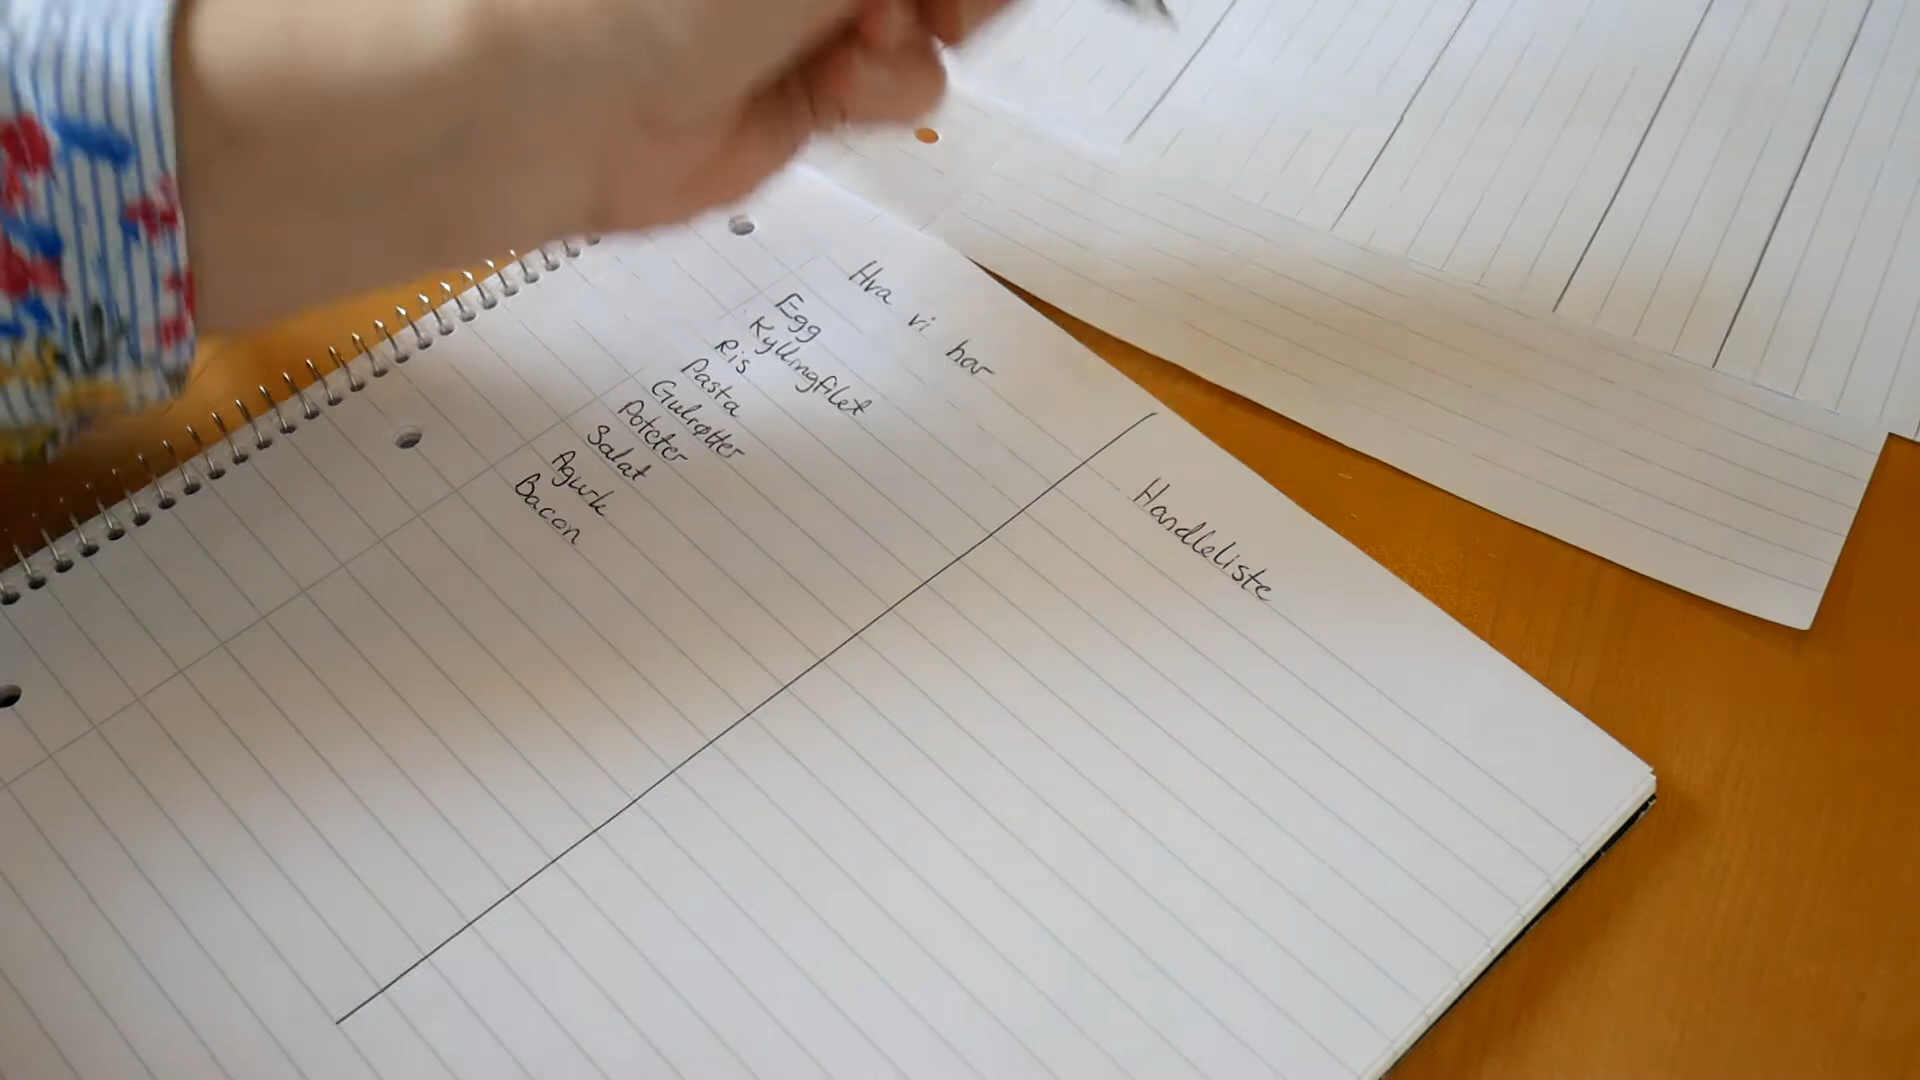 Hva vi har
Egg
Kyllingfilet
Ris
Pasta
Gulrøtter
Poteter
Salat
Agurk
Bacon
Handleliste